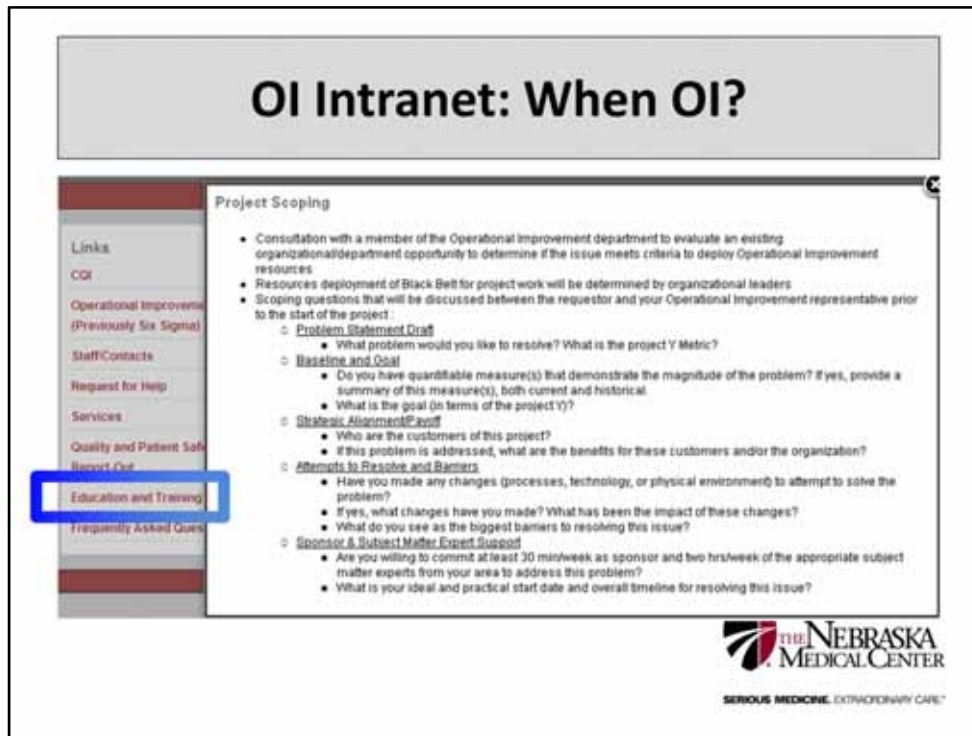 OI Intranet: When OI?
Project Scoping
Links
CQI
Operational Improveme
(Previously Six Sigma)
Staff/Contacts
Request for Help
Services
Quality and Patient Safe
Report-Out
Education and Training
Frequently Asked Ques
• Consultation with a member of the Operational Improvement department to evaluate an existing
organizational/department opportunity to determine if the issue meets criteria to deploy Operational Improvement
resources
• Resources deployment of Black Belt for project work will be determined by organizational leaders
• Scoping questions that will be discussed between the requestor and your Operational Improvement representative prior
to the start of the project :
○ Problem Statement Draft
• What problem would you like to resolve? What is the project Y Metric?
○ Baseline and Goal
• Do you have quantifiable measure(s) that demonstrate the magnitude of the problem? If yes, provide a
summary of this measure(s), both current and historical.
• What is the goal (in terms of the project Y)?
○ Strategic Alignment/Payoff
• Who are the customers of this project?
• If this problem is addressed, what are the benefits for these customers and/or the organization?
○ Attempts to Resolve and Barriers
• Have you made any changes (processes, technology, or physical environment) to attempt to solve the
problem?
• If yes, what changes have you made? What has been the impact of these changes?
• What do you see as the biggest barriers to resolving this issue?
○ Sponsor & Subject Matter Expert Support
• Are you willing to commit at least 30 min/week as sponsor and two hrs/week of the appropriate subject
matter experts from your area to address this problem?
• What is your ideal and practical start date and overall timeline for resolving this issue?
THE NEBRASKA
MEDICAL CENTER
SERIOUS MEDICINE. EXTRAORDINARY CARE.